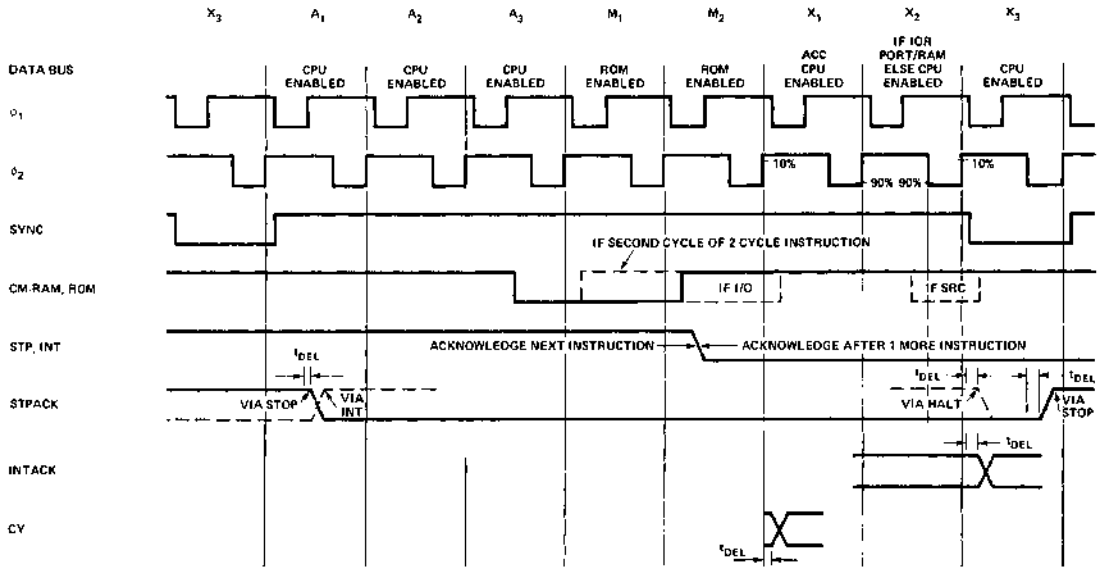 X3 A1 A2 A3 M1 M2 X1 X2 X3
DATA BUS
CPU ENABLED
CPU ENABLED
CPU ENABLED
ROM ENABLED
ROM ENABLED
ACC CPU ENABLED
IF IOR PORT/RAM ELSE CPU ENABLED
CPU ENABLED
ϕ1
ϕ2
10%
90% 90%
10%
SYNC
IF SECOND CYCLE OF 2 CYCLE INSTRUCTION
CM-RAM, ROM
IF I/O
IF SRC
STP, INT
ACKNOWLEDGE NEXT INSTRUCTION
ACKNOWLEDGE AFTER 1 MORE INSTRUCTION
tDEL
tDEL
tDEL
STPACK
VIA STOP
VIA INT
VIA HALT
VIA STOP
tDEL
INTACK
CY
tDEL